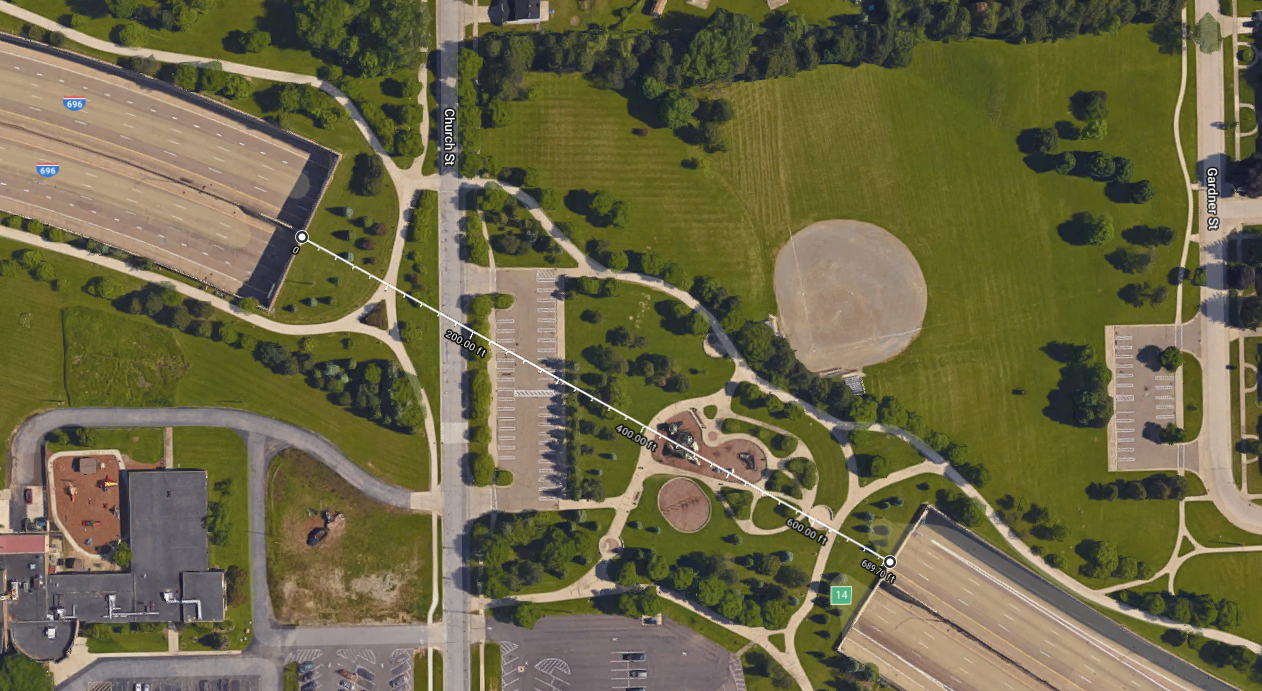 696
Church St
696
Gardner St
0
200.00 ft
400.00 ft
600.00 ft
689.70 ft
14